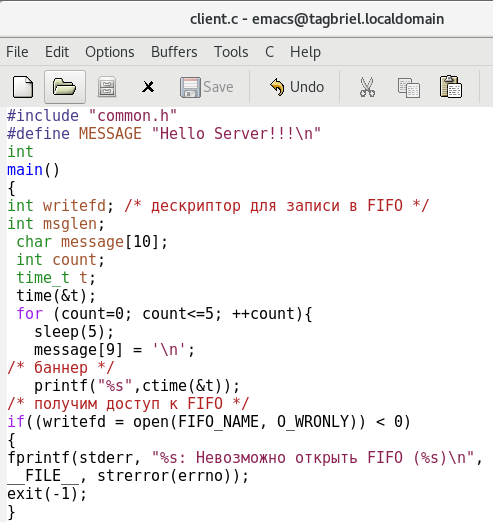 client.c - emacs@tagbriel.localdomain
File Edit Options Buffers Tools C Help
Save Undo
#include "common.h"
#define MESSAGE "Hello Server!!!\n"
int
main()
{
int writefd; /* дескриптор для записи в FIFO */
int msglen;
 char message[10];
 int count;
 time_t t;
 time(&t);
 for (count=0; count<=5; ++count){
   sleep(5);
   message[9] = '\n';
/* баннер */
   printf("%s",ctime(&t));
/* получим доступ к FIFO */
if((writefd = open(FIFO_NAME, O_WRONLY)) < 0)
{
fprintf(stderr, "%s: Невозможно открыть FIFO (%s)\n",
__FILE__, strerror(errno));
exit(-1);
}